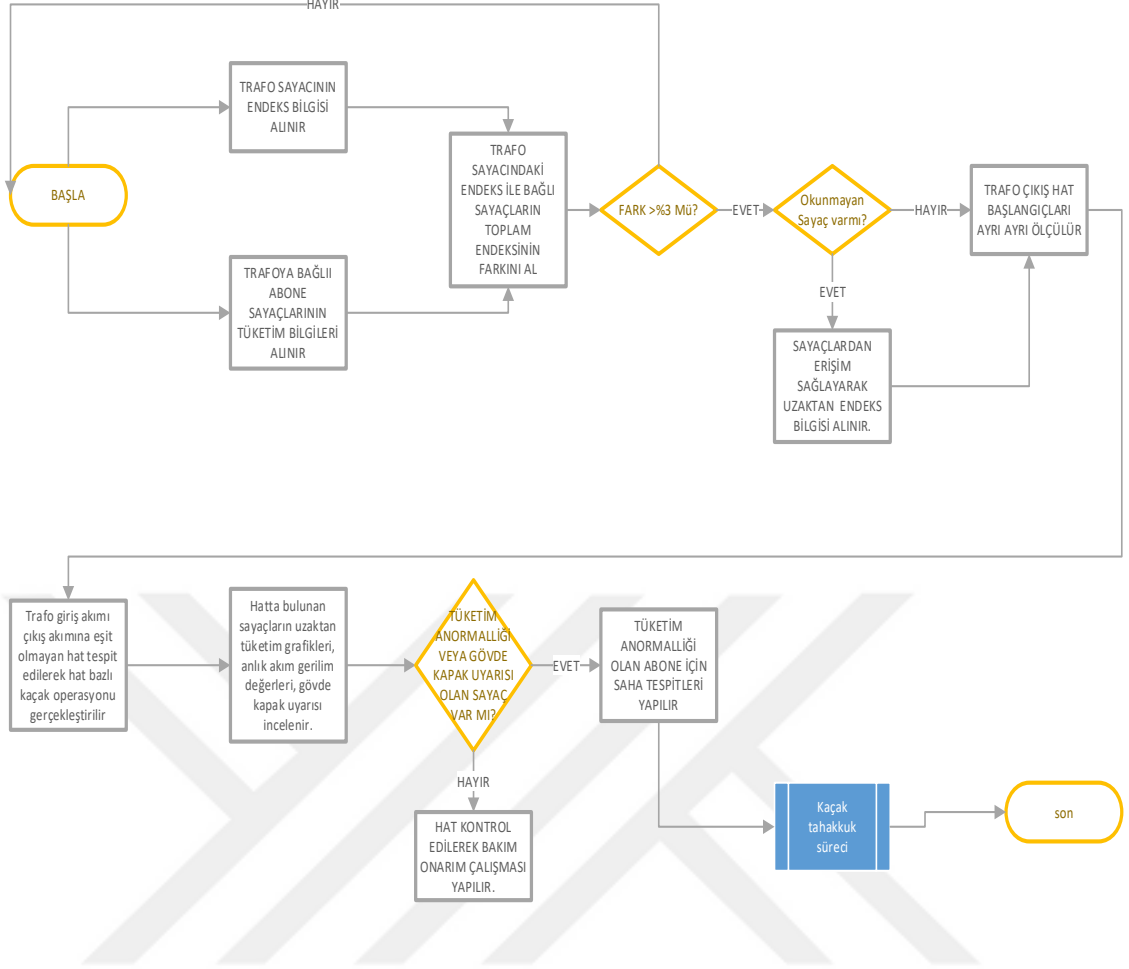 HAYIR
TRAFO SAYACININ
ENDEKS BİLGİSİ
ALINIR
BAŞLA
TRAFOYA BAĞLII
ABONE
SAYAÇLARININ
TÜKETİM BİLGİLERİ
ALINIR
TRAFO
SAYACINDAKİ
ENDEKS İLE BAĞLI
SAYAÇLARIN
TOPLAM
ENDEKSİNİN
FARKINI AL
FARK >%3 Mü?
EVET
Okunmayan
Sayaç varmı?
HAYIR
TRAFO ÇIKIŞ HAT
BAŞLANGIÇLARI
AYRI AYRI ÖLÇÜLÜR
EVET
SAYAÇLARDAN
ERİŞİM
SAĞLAYARAK
UZAKTAN ENDEKS
BİLGİSİ ALINIR.
Trafo giriş akımı
çıkış akımına eşit
olmayan hat tespit
edilerek hat bazlı
kaçak operasyonu
gerçekleştirilir
Hatta bulunan
sayaçların uzaktan
tüketim grafikleri,
anlık akım gerilim
değerleri, gövde
kapak uyarısı
incelenir.
TÜKETİM
ANORMALLİĞİ
VEYA GÖVDE
KAPAK UYARISI
OLAN SAYAÇ
VAR MI?
EVET
TÜKETİM
ANORMALLİĞİ
OLAN ABONE İÇİN
SAHA TESPİTLERİ
YAPILIR
HAYIR
HAT KONTROL
EDİLEREK BAKIM
ONARIM ÇALIŞMASI
YAPILIR.
Kaçak
tahakkuk
süreci
son